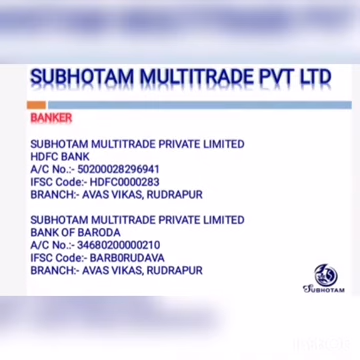 SUBHOTAM MULTITRADE PVT LTD
BANKER
SUBHOTAM MULTITRADE PRIVATE LIMITED
HDFC BANK
A/C No.:- 50200028296941
IFSC Code:- HDFC0000283
BRANCH:- AVAS VIKAS, RUDRAPUR
SUBHOTAM MULTITRADE PRIVATE LIMITED
BANK OF BARODA
A/C No.:- 34680200000210
IFSC Code:- BARB0RUDAVA
BRANCH:- AVAS VIKAS, RUDRAPUR
SUBHOTAM